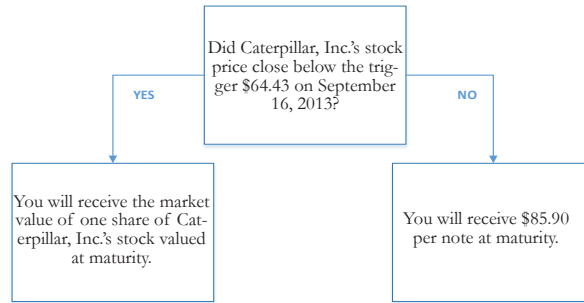 Did Caterpillar, Inc.'s stock
price close below the trig-
ger $64.43 on September
16, 2013?
YES
NO
You will receive the market
value of one share of Cat-
erpillar, Inc.'s stock valued
at maturity.
You will receive $85.90
per note at maturity.